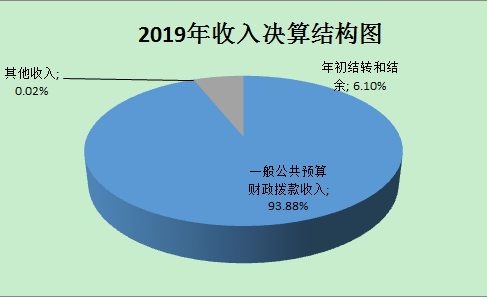 2019年收入决算结构图
其他收入;
0.02%
年初结转和结
余; 6.10%
一般公共预算
财政拨款收入;
93.88%